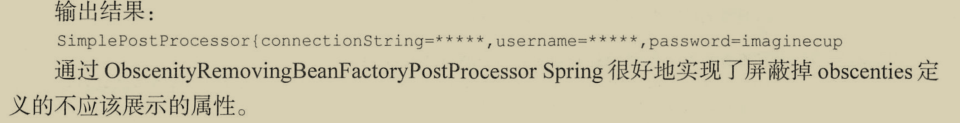 输出结果：
SimplePostProcessor{connectionString=*****,username=*****,password=imaginecup
通过 ObscenityRemovingBeanFactoryPostProcessor Spring 很好地实现了屏蔽掉 obscenties 定
义的不应该展示的属性。